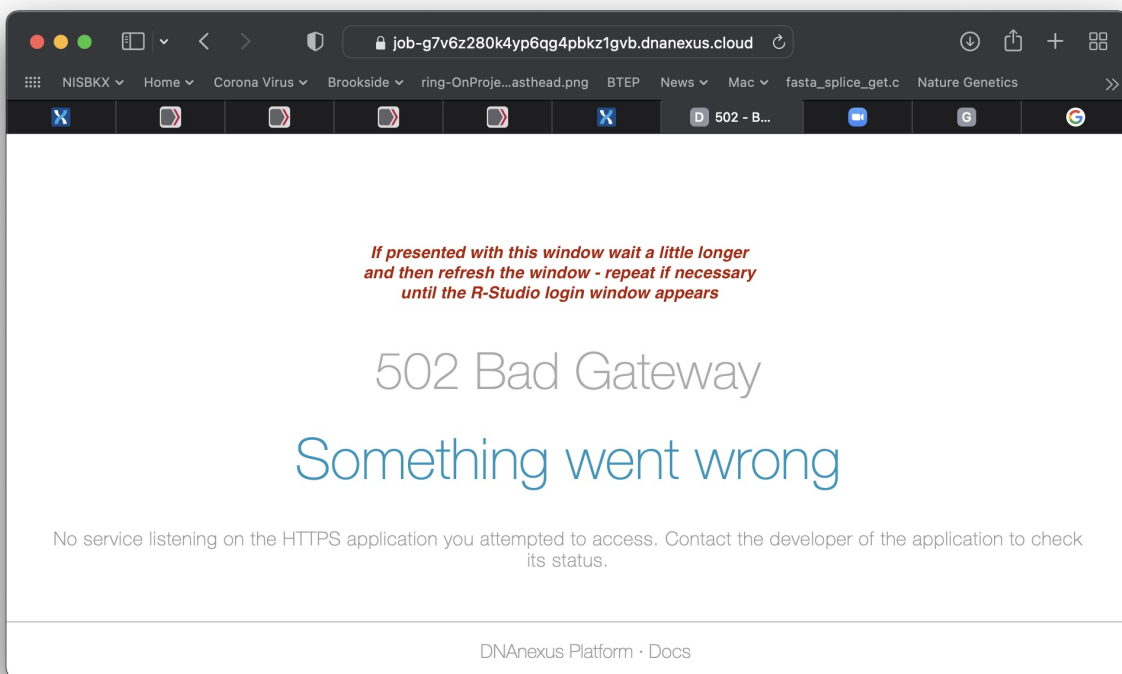 job-g7v6z280k4yp6qg4pbkz1gvb.dnanexus.cloud
NISBKX Home Corona Virus Brookside ring-OnProje...asthead.png BTEP News Mac fasta_splice_get.c Nature Genetics
D 502 - B... G G
If presented with this window wait a little longer
and then refresh the window - repeat if necessary
until the R-Studio login window appears
502 Bad Gateway
Something went wrong
No service listening on the HTTPS application you attempted to access. Contact the developer of the application to check
its status.
DNAnexus Platform · Docs